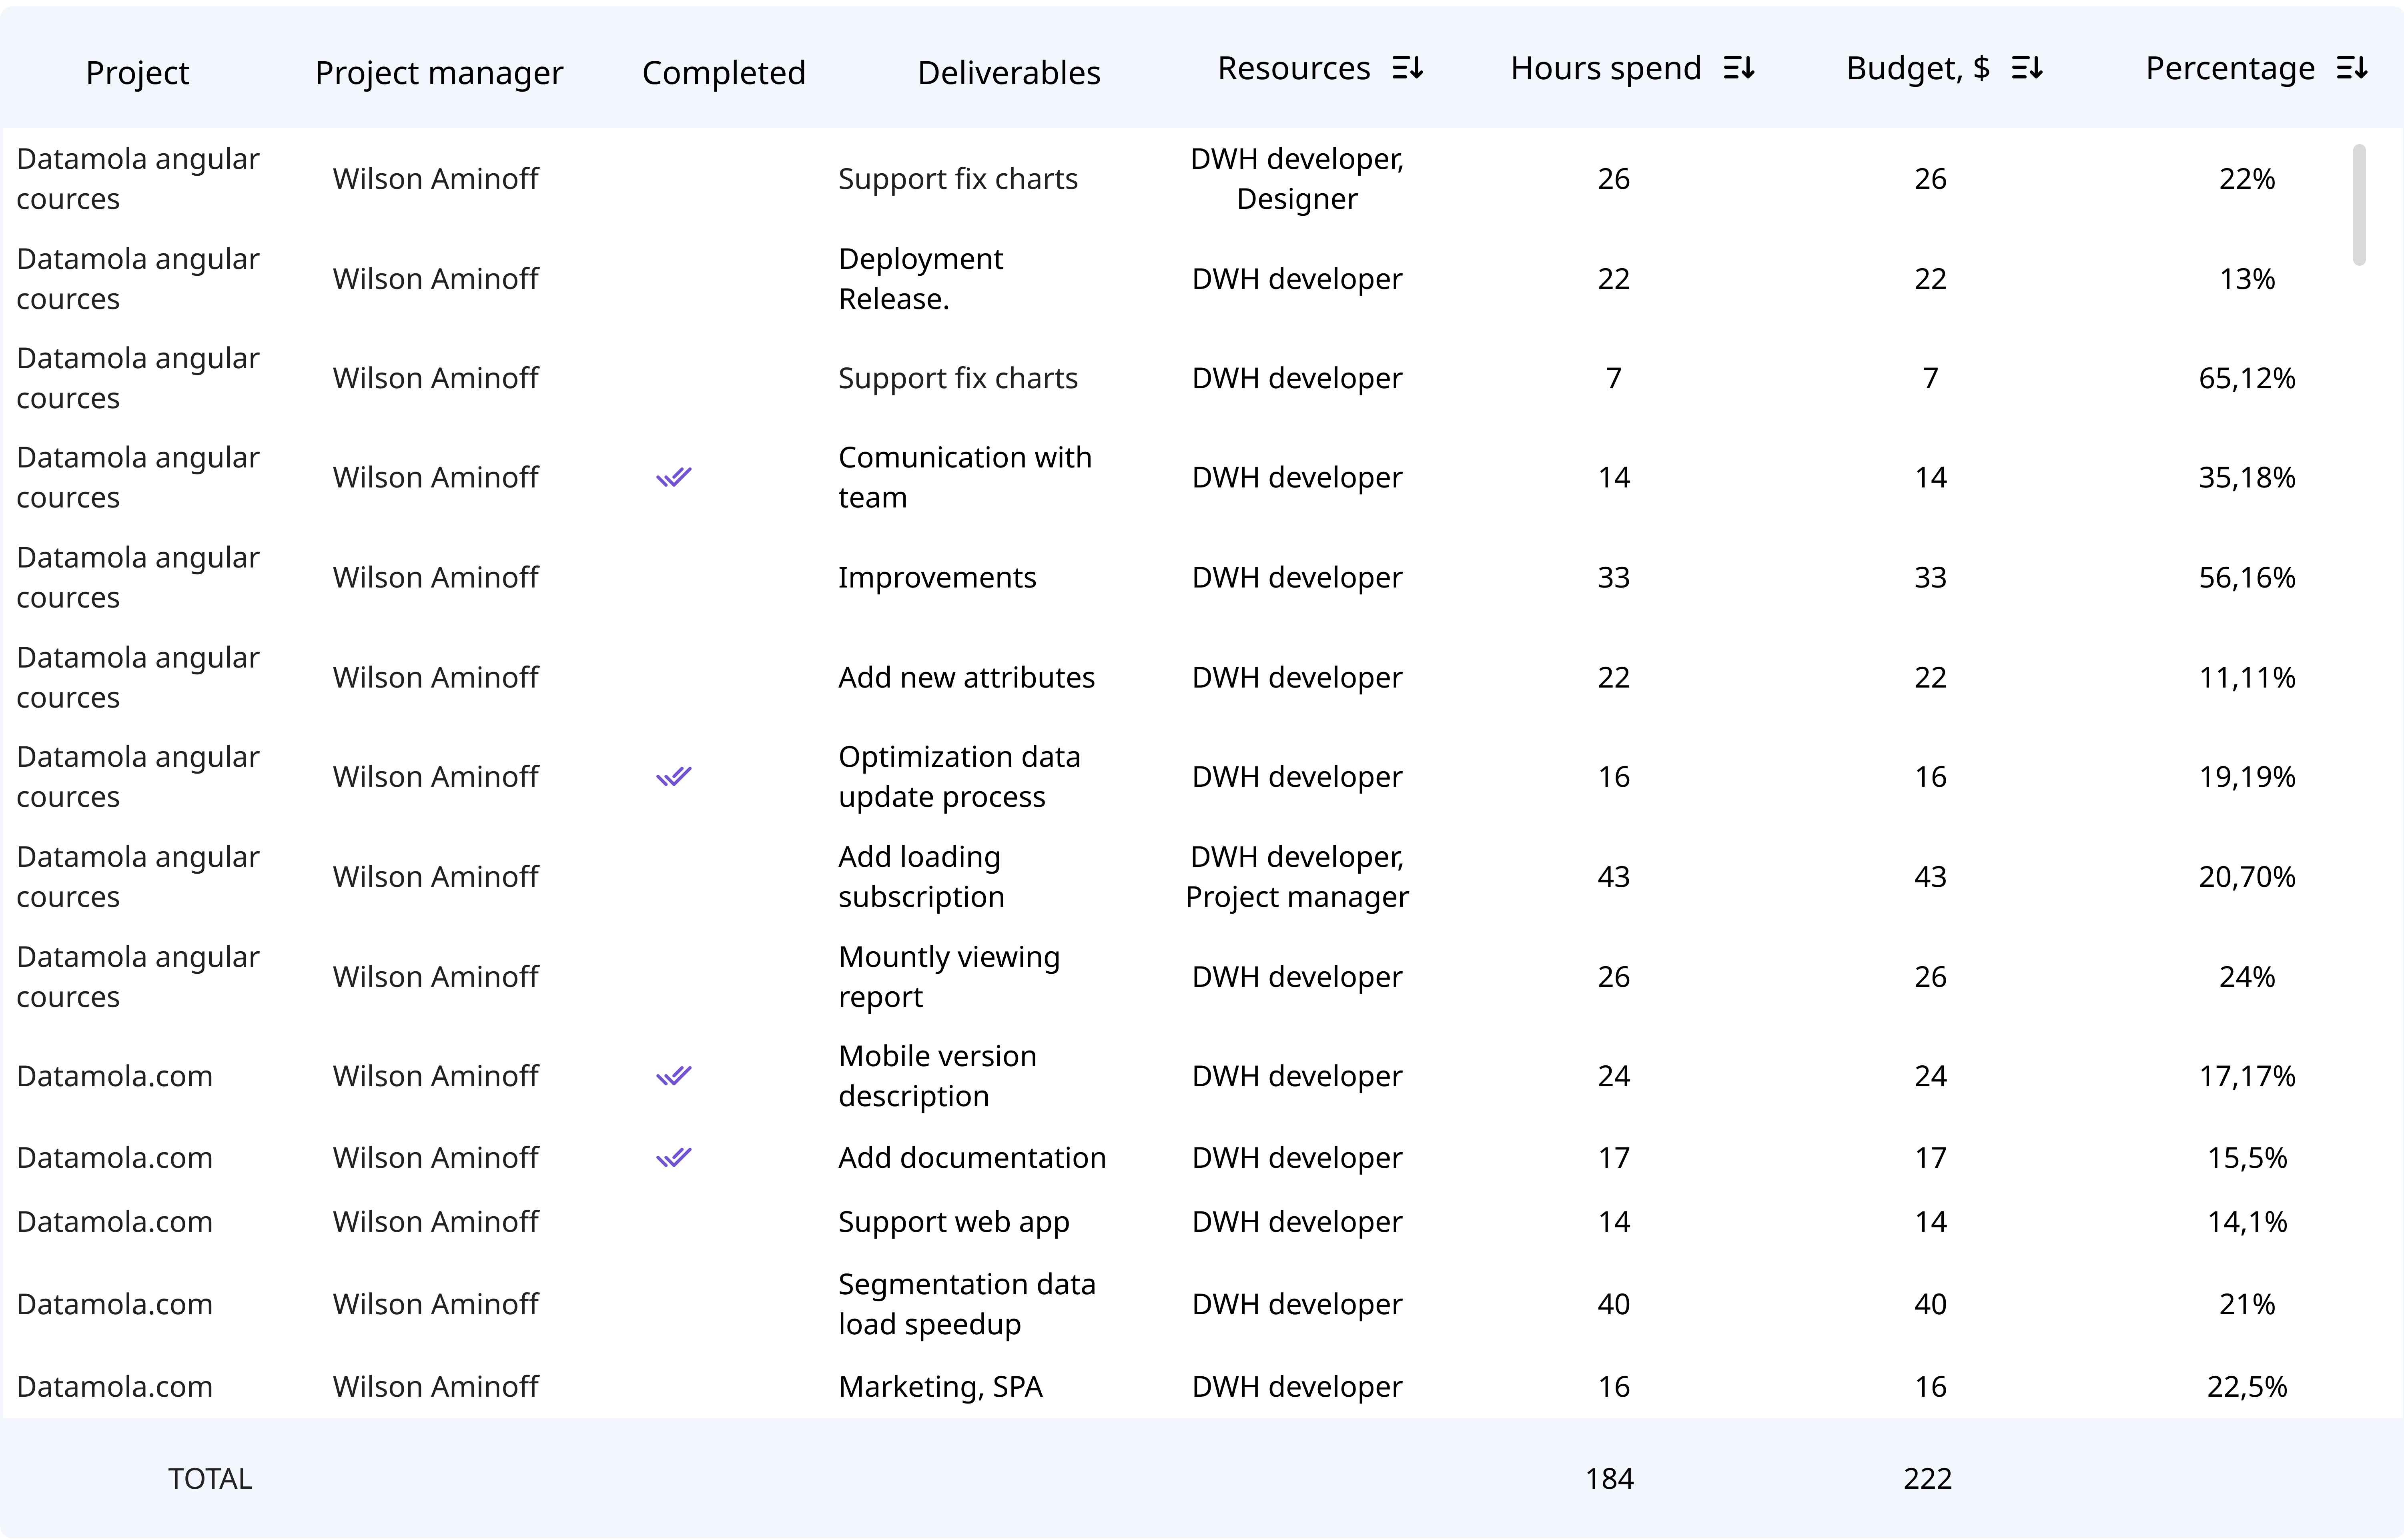 Project Project manager Completed Deliverables Resources Hours spend Budget, $ Percentage
Datamola angular cources Wilson Aminoff Support fix charts DWH developer, Designer 26 26 22%
Datamola angular cources Wilson Aminoff Deployment Release. DWH developer 22 22 13%
Datamola angular cources Wilson Aminoff Support fix charts DWH developer 7 7 65,12%
Datamola angular cources Wilson Aminoff Comunication with team DWH developer 14 14 35,18%
Datamola angular cources Wilson Aminoff Improvements DWH developer 33 33 56,16%
Datamola angular cources Wilson Aminoff Add new attributes DWH developer 22 22 11,11%
Datamola angular cources Wilson Aminoff Optimization data update process DWH developer 16 16 19,19%
Datamola angular cources Wilson Aminoff Add loading subscription DWH developer, Project manager 43 43 20,70%
Datamola angular cources Wilson Aminoff Mountly viewing report DWH developer 26 26 24%
Datamola.com Wilson Aminoff Mobile version description DWH developer 24 24 17,17%
Datamola.com Wilson Aminoff Add documentation DWH developer 17 17 15,5%
Datamola.com Wilson Aminoff Support web app DWH developer 14 14 14,1%
Datamola.com Wilson Aminoff Segmentation data load speedup DWH developer 40 40 21%
Datamola.com Wilson Aminoff Marketing, SPA DWH developer 16 16 22,5%
TOTAL 184 222